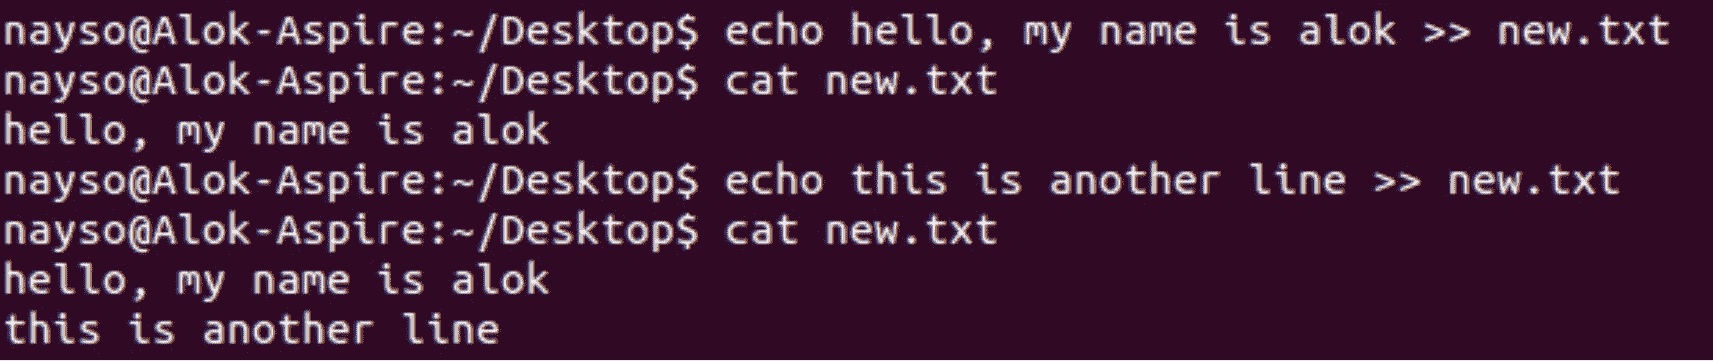 nayso@Alok-Aspire:~/Desktop$ echo hello, my name is alok >> new.txt
nayso@Alok-Aspire:~/Desktop$ cat new.txt
hello, my name is alok
nayso@Alok-Aspire:~/Desktop$ echo this is another line >> new.txt
nayso@Alok-Aspire:~/Desktop$ cat new.txt
hello, my name is alok
this is another line